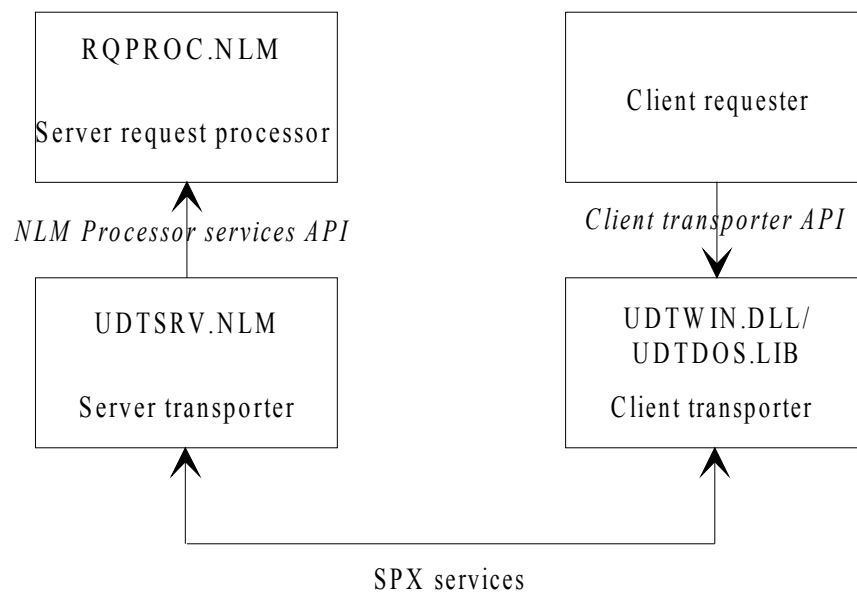 RQPROC.NLM
Server request processor
Client requester
NLM Processor services API
Client transporter API
UDTSRV.NLM
Server transporter
UDTWIN.DLL/
UDTDOS.LIB
Client transporter
SPX services